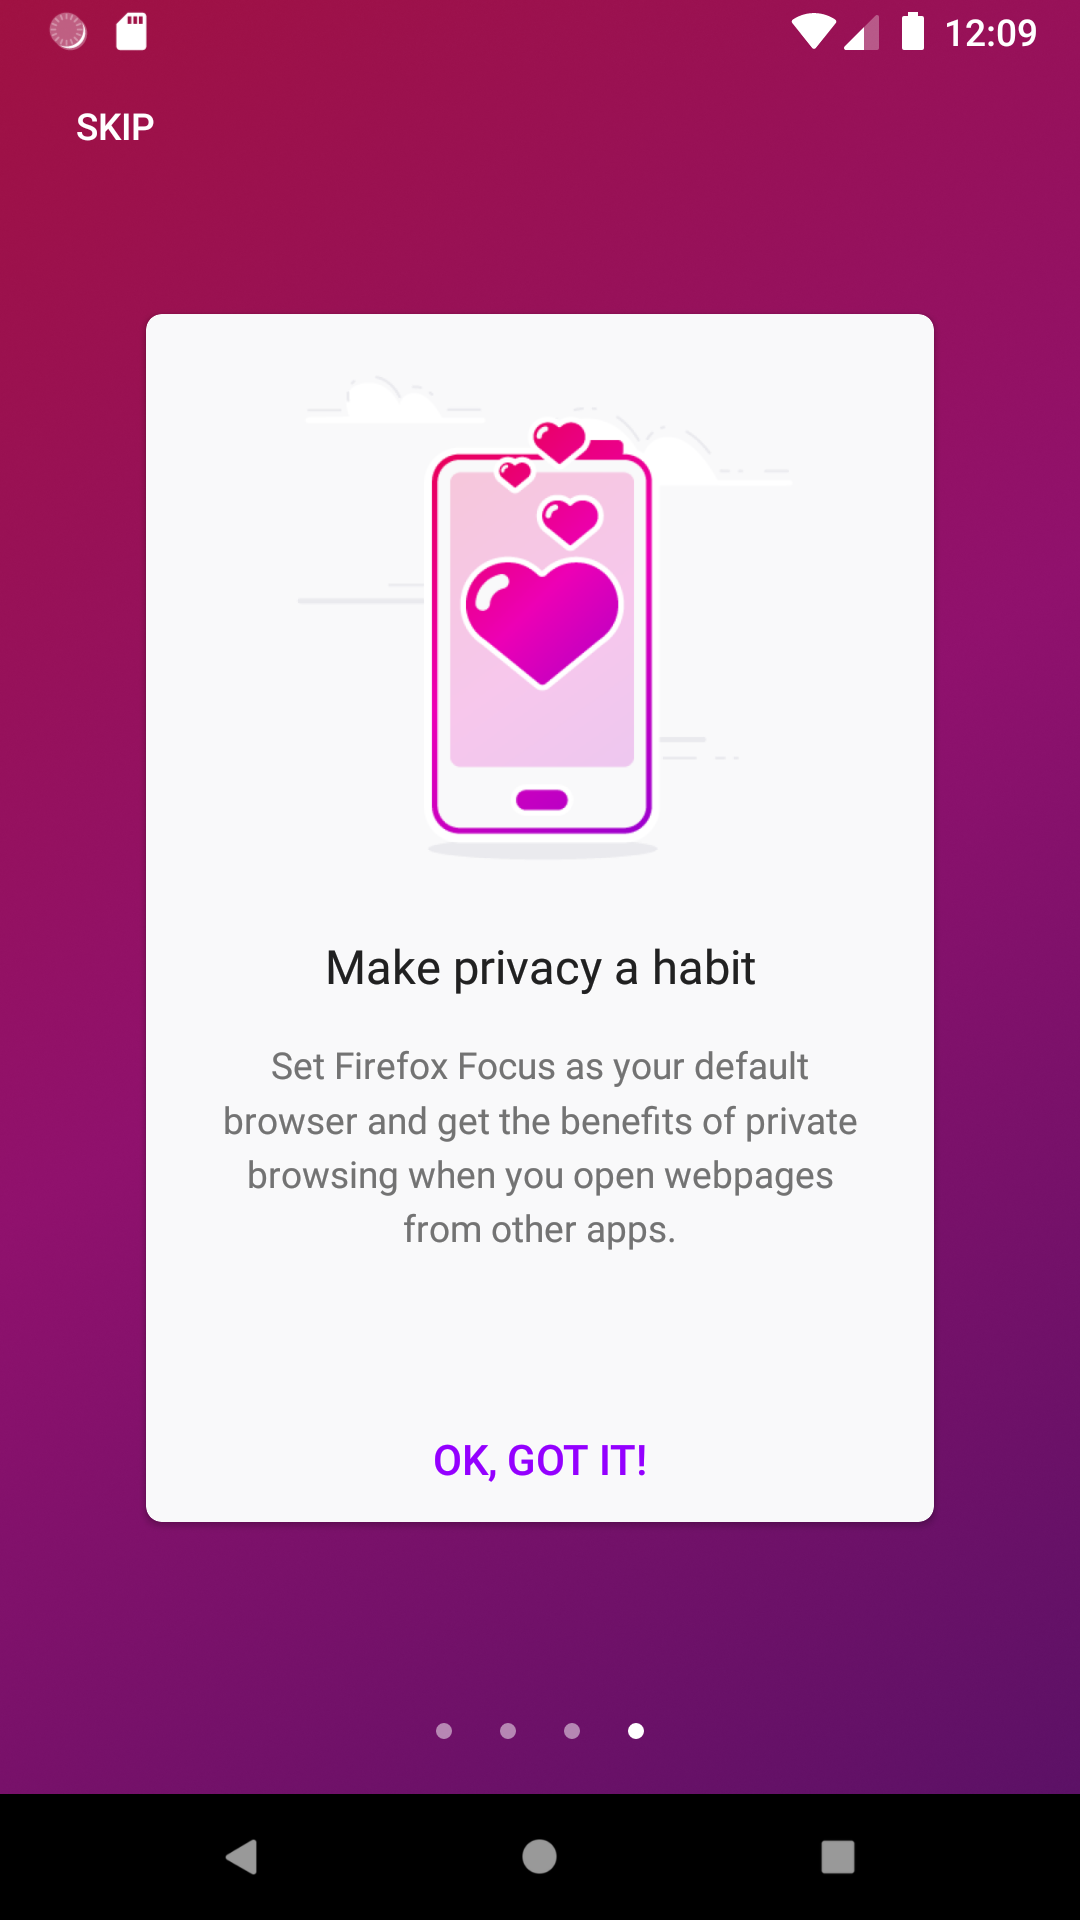 12:09
SKIP
Make privacy a habit
Set Firefox Focus as your default
browser and get the benefits of private
browsing when you open webpages
from other apps.
OK, GOT IT!